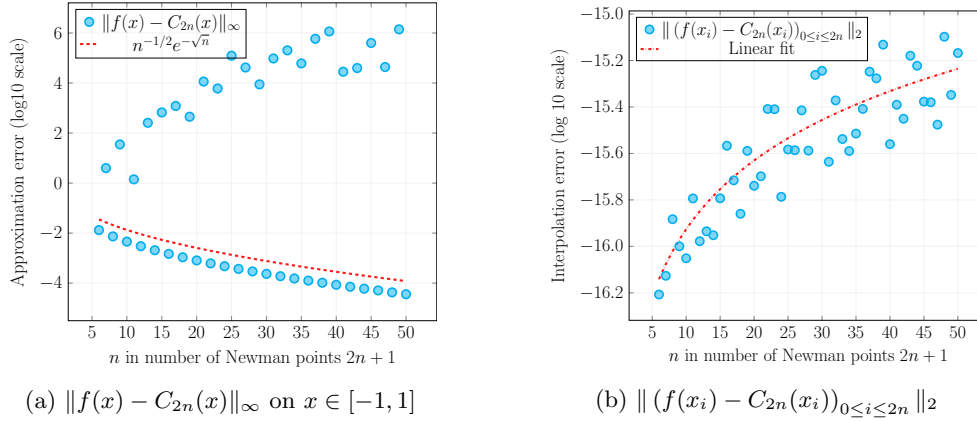 ‖f(x) − C₂ₙ(x)‖∞
n^{−1/2}e^{−√n}
Approximation error (log10 scale)
6
4
2
0
−2
−4
5 10 15 20 25 30 35 40 45 50
n in number of Newman points 2n + 1
(a) ‖f(x) − C₂ₙ(x)‖∞ on x ∈ [−1, 1]
‖ (f(xᵢ) − C₂ₙ(xᵢ))_{0≤i≤2n} ‖₂
Linear fit
Interpolation error (log 10 scale)
−15.0
−15.2
−15.4
−15.6
−15.8
−16.0
−16.2
5 10 15 20 25 30 35 40 45 50
n in number of Newman points 2n + 1
(b) ‖ (f(xᵢ) − C₂ₙ(xᵢ))_{0≤i≤2n} ‖₂